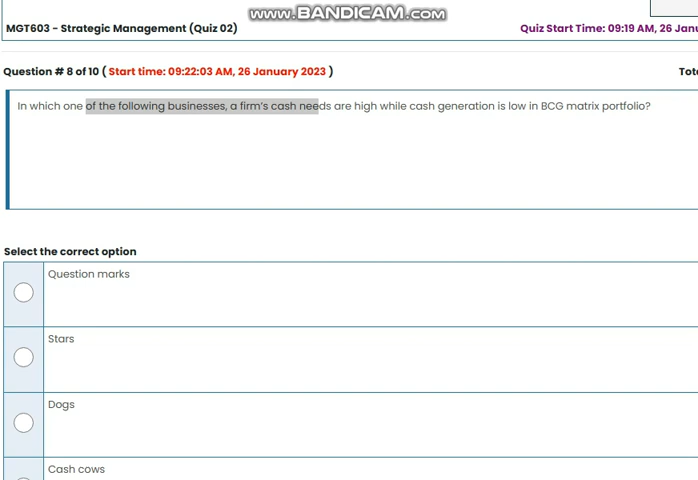 www.BANDICAM.com
MGT603 - Strategic Management (Quiz 02)
Quiz Start Time: 09:19 AM, 26 Janu
Question # 8 of 10 ( Start time: 09:22:03 AM, 26 January 2023 )
Tot
In which one of the following businesses, a firm's cash needs are high while cash generation is low in BCG matrix portfolio?
Select the correct option
Question marks
Stars
Dogs
Cash cows